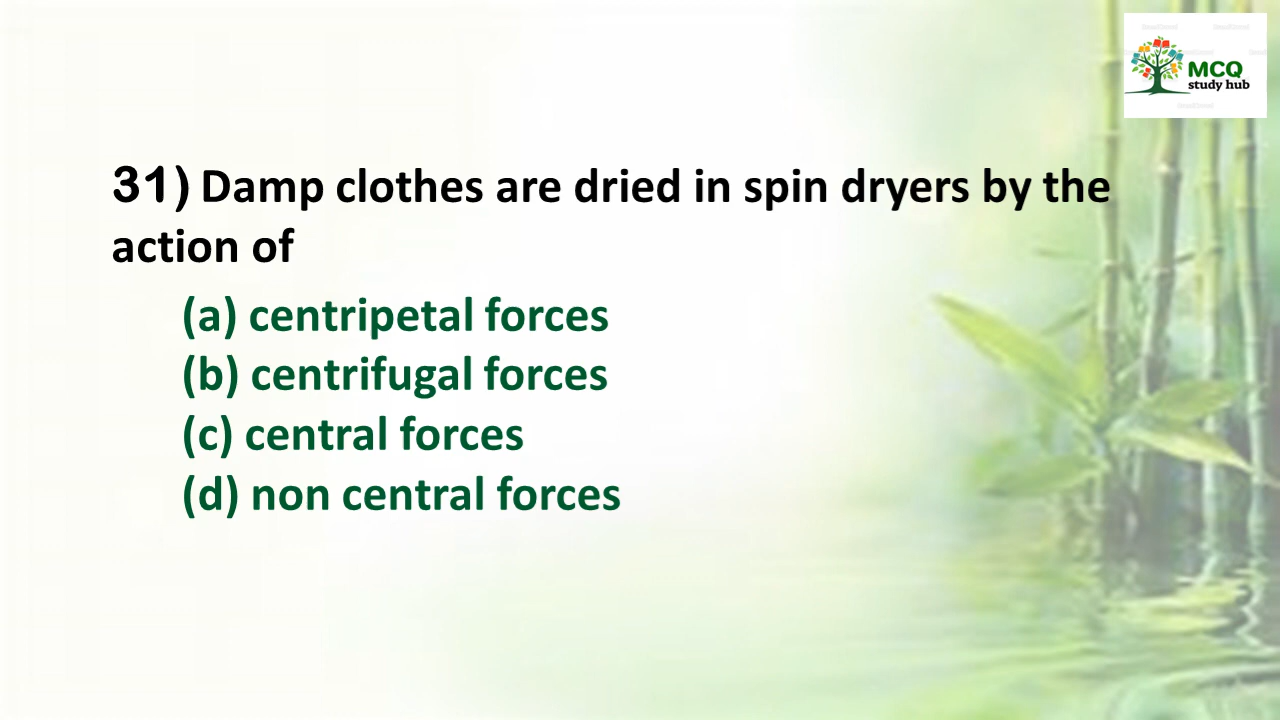 MCQ
study hub
31) Damp clothes are dried in spin dryers by the
action of
(a) centripetal forces
(b) centrifugal forces
(c) central forces
(d) non central forces